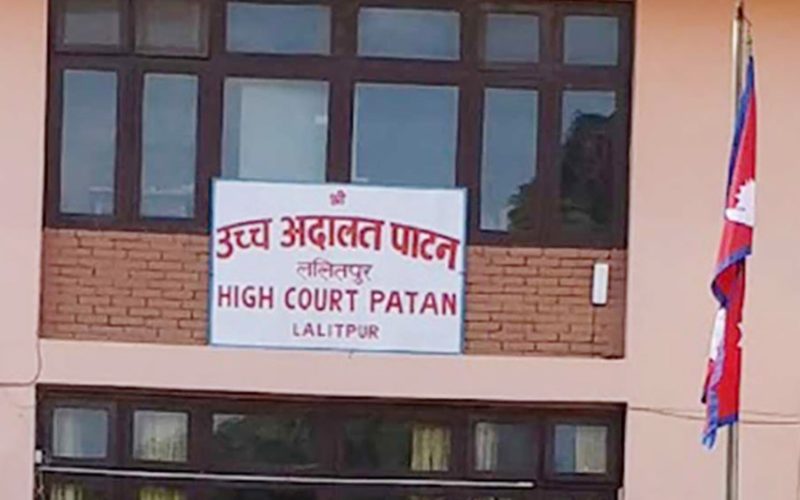 श्री
उच्च अदालत पाटन
ललितपुर
HIGH COURT PATAN
LALITPUR